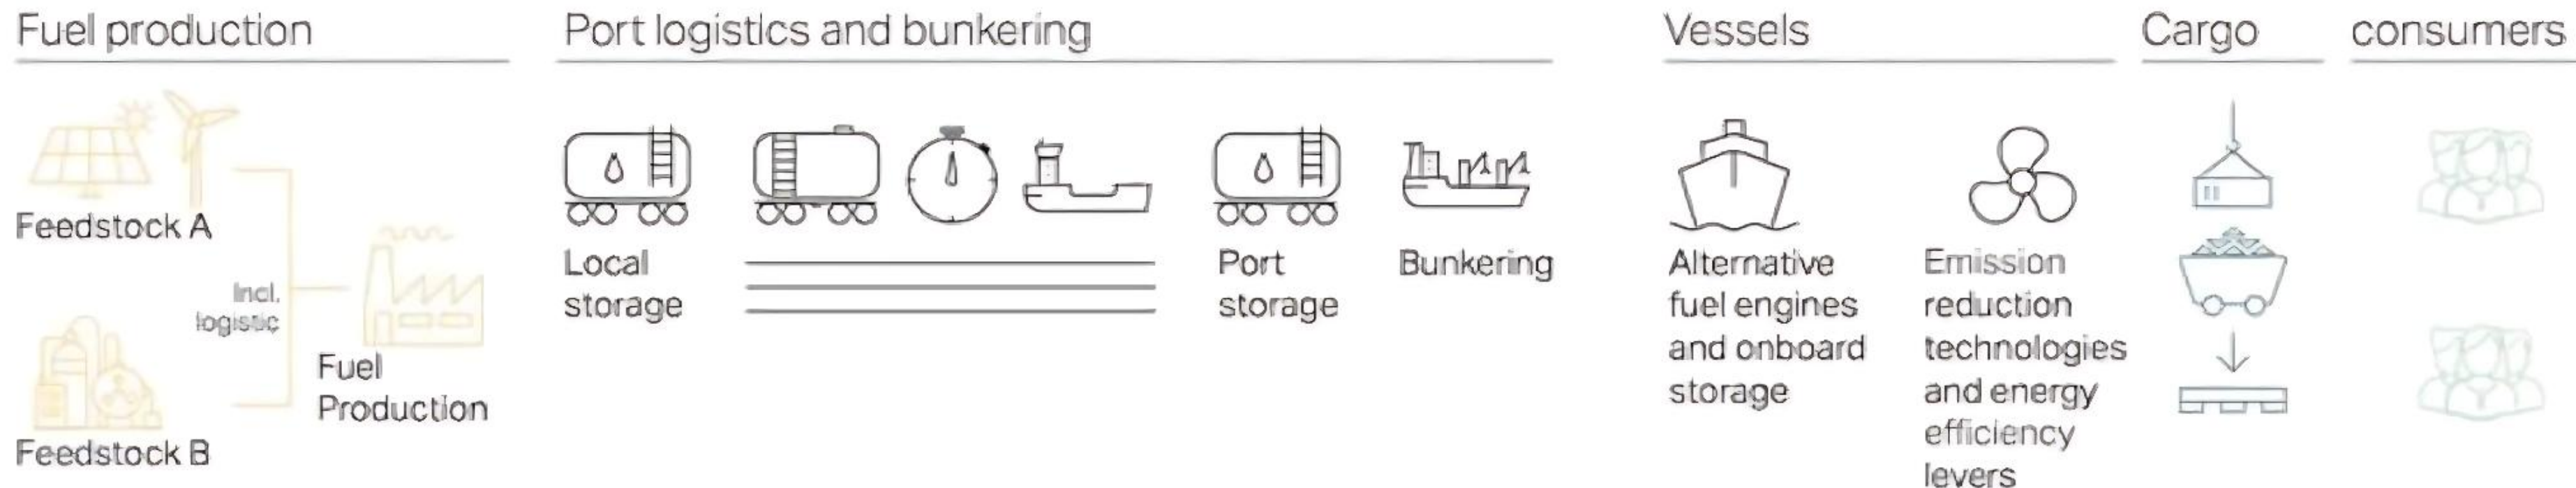 Fuel production
Feedstock A
Incl.
logistic
Fuel
Production
Feedstock B
Port logistics and bunkering
Local
storage
Port
storage
Bunkering
Vessels
Alternative
fuel engines
and onboard
storage
Emission
reduction
technologies
and energy
efficiency
levers
Cargo
consumers